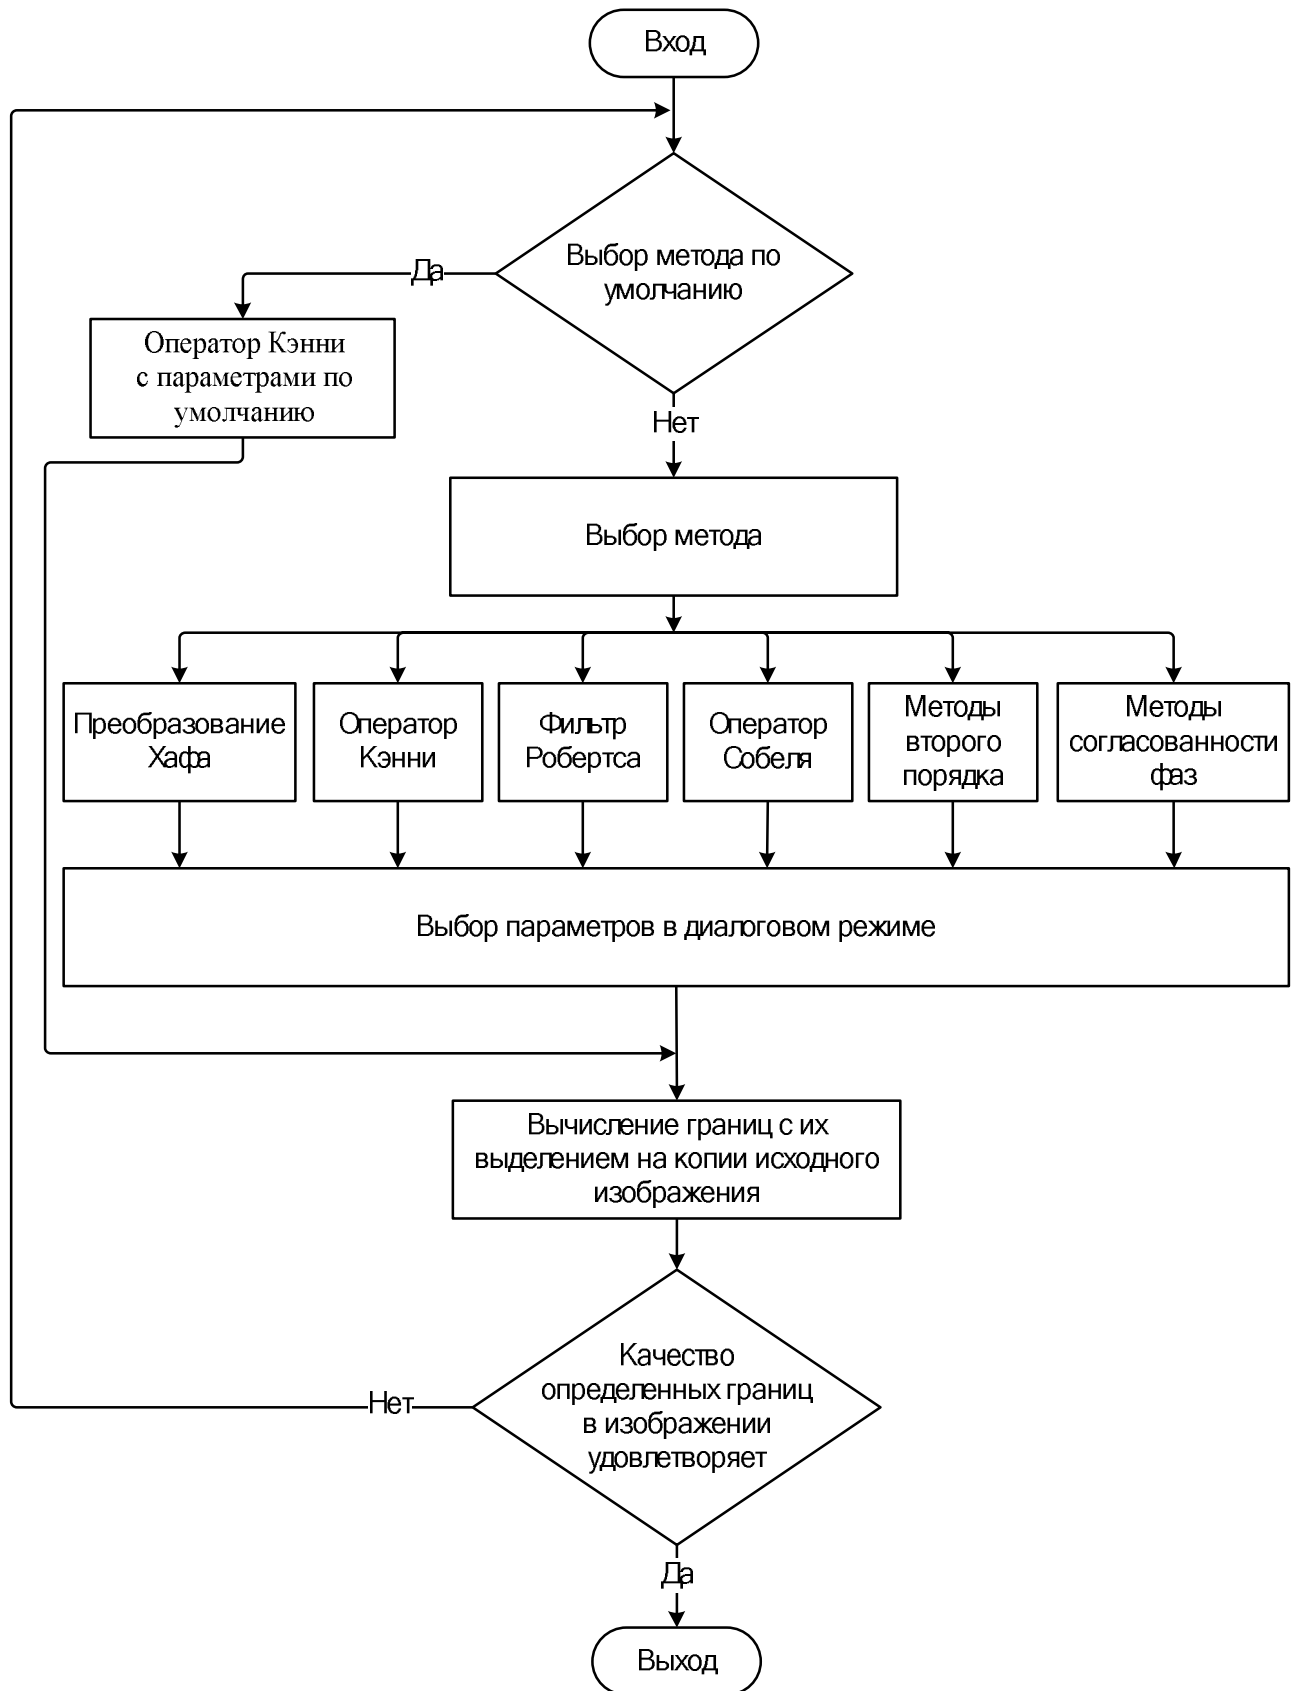 Вход
Выбор метода по
умолчанию
Да
Оператор Кэнни
с параметрами по
умолчанию
Нет
Выбор метода
Преобразование
Хафа
Оператор
Кэнни
Фильтр
Робертса
Оператор
Собеля
Методы
второго
порядка
Методы
согласованности
фаз
Выбор параметров в диалоговом режиме
Вычисление границ с их
выделением на копии исходного
изображения
Качество
определенных границ
в изображении
удовлетворяет
Нет
Да
Выход